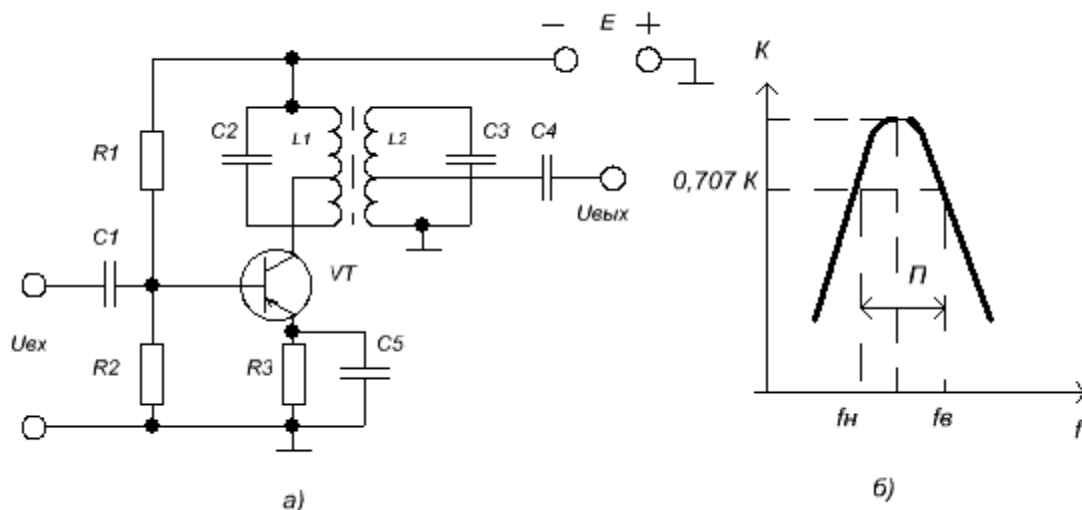 − E +
C2 L1 L2 C3 C4
R1
Uвых
C1
VT
Uвх
R2 R3 C5
а)
K
0,707 K
П
fн fв f
б)